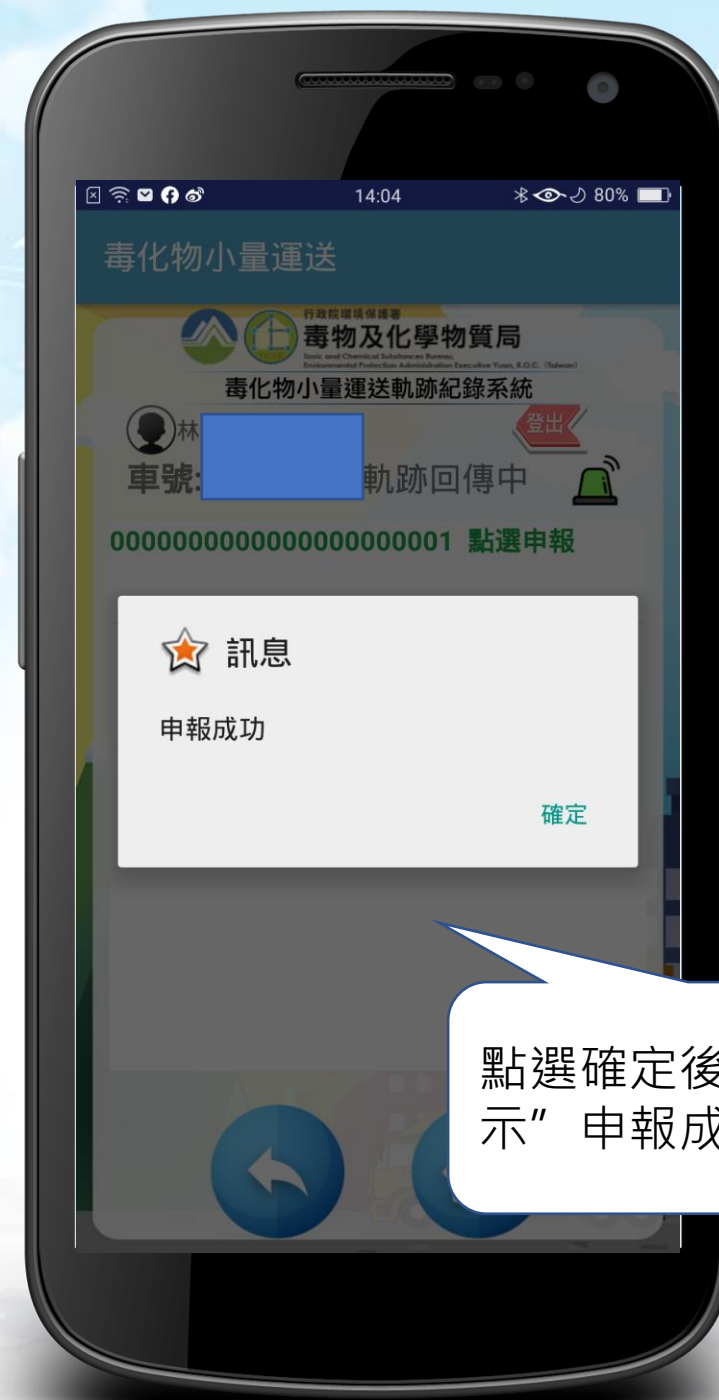 14:04
80%
毒化物小量運送
行政院環境保護署
毒物及化學物質局
Toxic and Chemical Substances Bureau,
Environmental Protection Administration Executive Yuan, R.O.C. (Taiwan)
毒化物小量運送軌跡紀錄系統
林
登出
車號:
軌跡回傳中
0000000000000000000001 點選申報
訊息
申報成功
確定
點選確定後
示”申報成